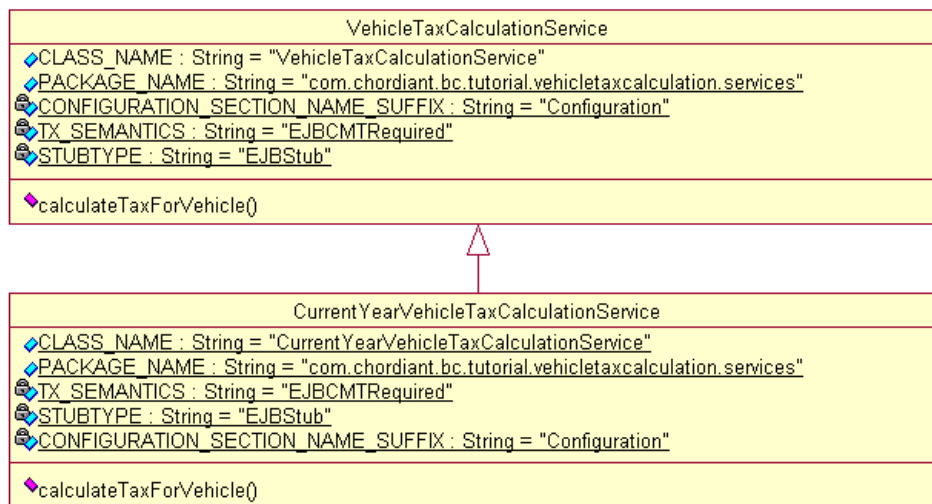 VehicleTaxCalculationService
CLASS_NAME : String = "VehicleTaxCalculationService"
PACKAGE_NAME : String = "com.chordiant.bc.tutorial.vehicletaxcalculation.services"
CONFIGURATION_SECTION_NAME_SUFFIX : String = "Configuration"
TX_SEMANTICS : String = "EJBCMTRequired"
STUBTYPE : String = "EJBStub"
calculateTaxForVehicle()
CurrentYearVehicleTaxCalculationService
CLASS_NAME : String = "CurrentYearVehicleTaxCalculationService"
PACKAGE_NAME : String = "com.chordiant.bc.tutorial.vehicletaxcalculation.services"
TX_SEMANTICS : String = "EJBCMTRequired"
STUBTYPE : String = "EJBStub"
CONFIGURATION_SECTION_NAME_SUFFIX : String = "Configuration"
calculateTaxForVehicle()